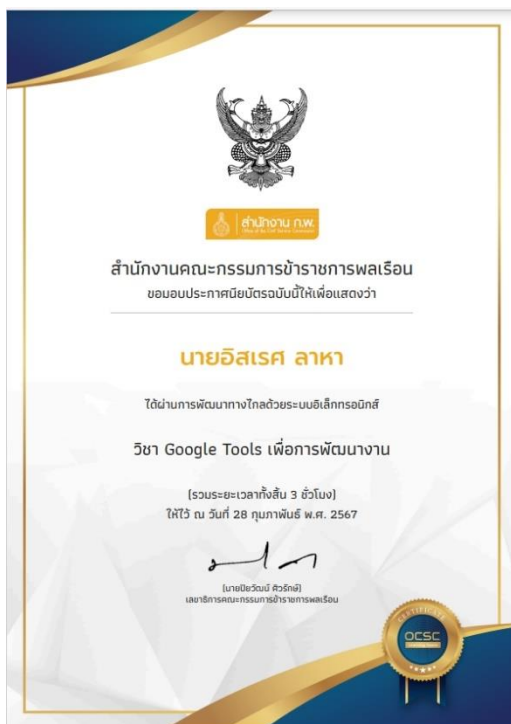 สำนักงาน ก.พ.
Office of the Civil Service Commission
สำนักงานคณะกรรมการข้าราชการพลเรือน
ขอมอบประกาศนียบัตรฉบับนี้ให้เพื่อแสดงว่า
นายอิสเรศ ลาหา
ได้ผ่านการพัฒนาทางไกลด้วยระบบอิเล็กทรอนิกส์
วิชา Google Tools เพื่อการพัฒนางาน
(รวมระยะเวลาทั้งสิ้น 3 ชั่วโมง)
ให้ไว้ ณ วันที่ 28 กุมภาพันธ์ พ.ศ. 2567
(นายปิยวัฒน์ ศิวรักษ์)
เลขาธิการคณะกรรมการข้าราชการพลเรือน
CERTIFICATE
OCSC